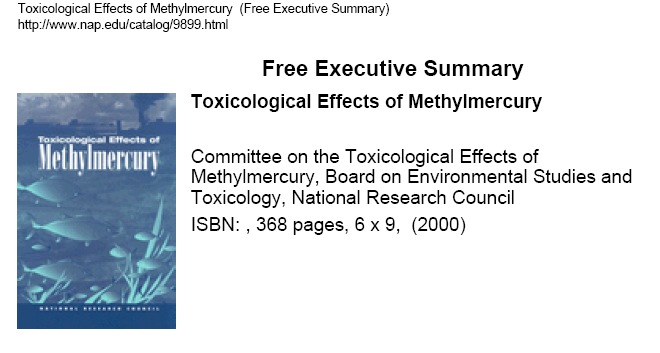 Toxicological Effects of Methylmercury (Free Executive Summary)
http://www.nap.edu/catalog/9899.html
Free Executive Summary
Toxicological Effects of Methylmercury
Toxicological Effects of
Methylmercury
Committee on the Toxicological Effects of
Methylmercury, Board on Environmental Studies and
Toxicology, National Research Council
ISBN: , 368 pages, 6 x 9, (2000)
NATIONAL RESEARCH COUNCIL